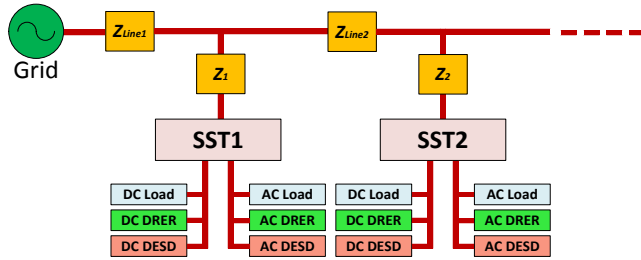 Z_Line1
Z_Line2
Grid
Z_1
Z_2
SST1
SST2
DC Load
AC Load
DC Load
AC Load
DC DRER
AC DRER
DC DRER
AC DRER
DC DESD
AC DESD
DC DESD
AC DESD